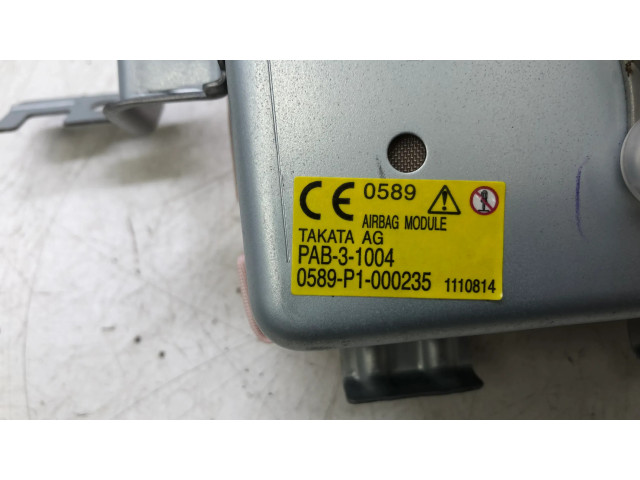 CE 0589
AIRBAG MODULE
TAKATA AG
PAB-3-1004
0589-P1-000235 1110814